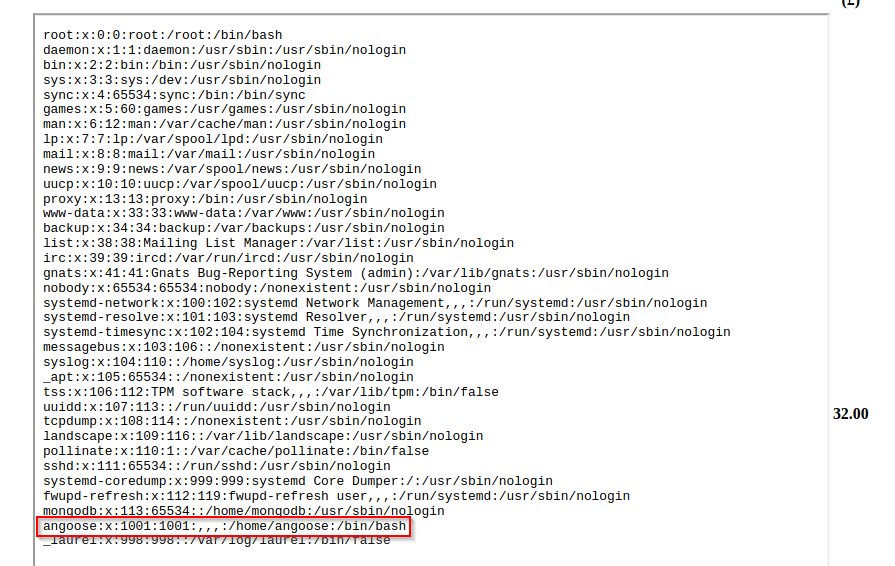 (£)
root:x:0:0:root:/root:/bin/bash
daemon:x:1:1:daemon:/usr/sbin:/usr/sbin/nologin
bin:x:2:2:bin:/bin:/usr/sbin/nologin
sys:x:3:3:sys:/dev:/usr/sbin/nologin
sync:x:4:65534:sync:/bin:/bin/sync
games:x:5:60:games:/usr/games:/usr/sbin/nologin
man:x:6:12:man:/var/cache/man:/usr/sbin/nologin
lp:x:7:7:lp:/var/spool/lpd:/usr/sbin/nologin
mail:x:8:8:mail:/var/mail:/usr/sbin/nologin
news:x:9:9:news:/var/spool/news:/usr/sbin/nologin
uucp:x:10:10:uucp:/var/spool/uucp:/usr/sbin/nologin
proxy:x:13:13:proxy:/bin:/usr/sbin/nologin
www-data:x:33:33:www-data:/var/www:/usr/sbin/nologin
backup:x:34:34:backup:/var/backups:/usr/sbin/nologin
list:x:38:38:Mailing List Manager:/var/list:/usr/sbin/nologin
irc:x:39:39:ircd:/var/run/ircd:/usr/sbin/nologin
gnats:x:41:41:Gnats Bug-Reporting System (admin):/var/lib/gnats:/usr/sbin/nologin
nobody:x:65534:65534:nobody:/nonexistent:/usr/sbin/nologin
systemd-network:x:100:102:systemd Network Management,,,:/run/systemd:/usr/sbin/nologin
systemd-resolve:x:101:103:systemd Resolver,,,:/run/systemd:/usr/sbin/nologin
systemd-timesync:x:102:104:systemd Time Synchronization,,,:/run/systemd:/usr/sbin/nologin
messagebus:x:103:106::/nonexistent:/usr/sbin/nologin
syslog:x:104:110::/home/syslog:/usr/sbin/nologin
_apt:x:105:65534::/nonexistent:/usr/sbin/nologin
tss:x:106:112:TPM software stack,,,:/var/lib/tpm:/bin/false
uuidd:x:107:113::/run/uuidd:/usr/sbin/nologin
tcpdump:x:108:114::/nonexistent:/usr/sbin/nologin
landscape:x:109:116::/var/lib/landscape:/usr/sbin/nologin
32.00
pollinate:x:110:1::/var/cache/pollinate:/bin/false
sshd:x:111:65534::/run/sshd:/usr/sbin/nologin
systemd-coredump:x:999:999:systemd Core Dumper:/:/usr/sbin/nologin
fwupd-refresh:x:112:119:fwupd-refresh user,,,:/run/systemd:/usr/sbin/nologin
mongodb:x:113:65534::/home/mongodb:/usr/sbin/nologin
angoose:x:1001:1001:,,,:/home/angoose:/bin/bash
_laurel:x:998:998::/var/log/laurel:/bin/false